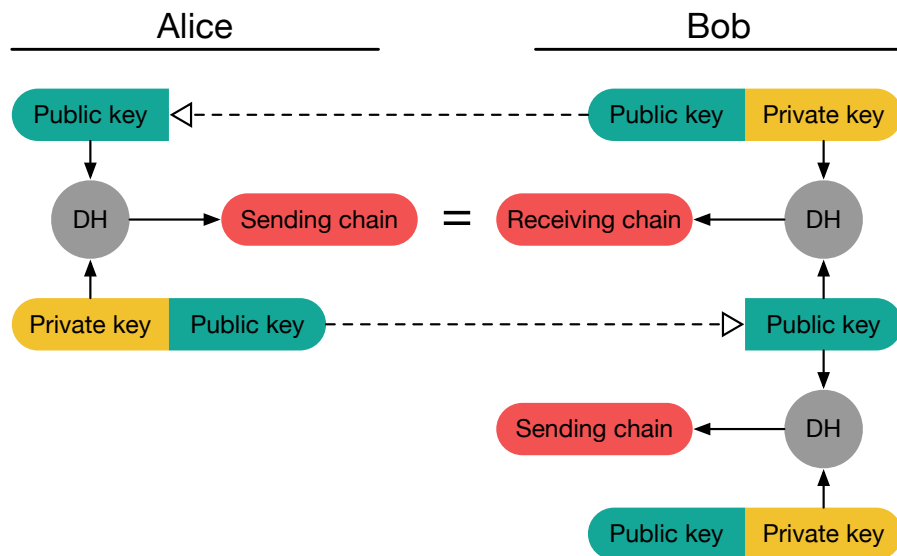 Alice Bob
Public key Public key Private key
DH Sending chain = Receiving chain DH
Private key Public key Public key
Sending chain DH
Public key Private key